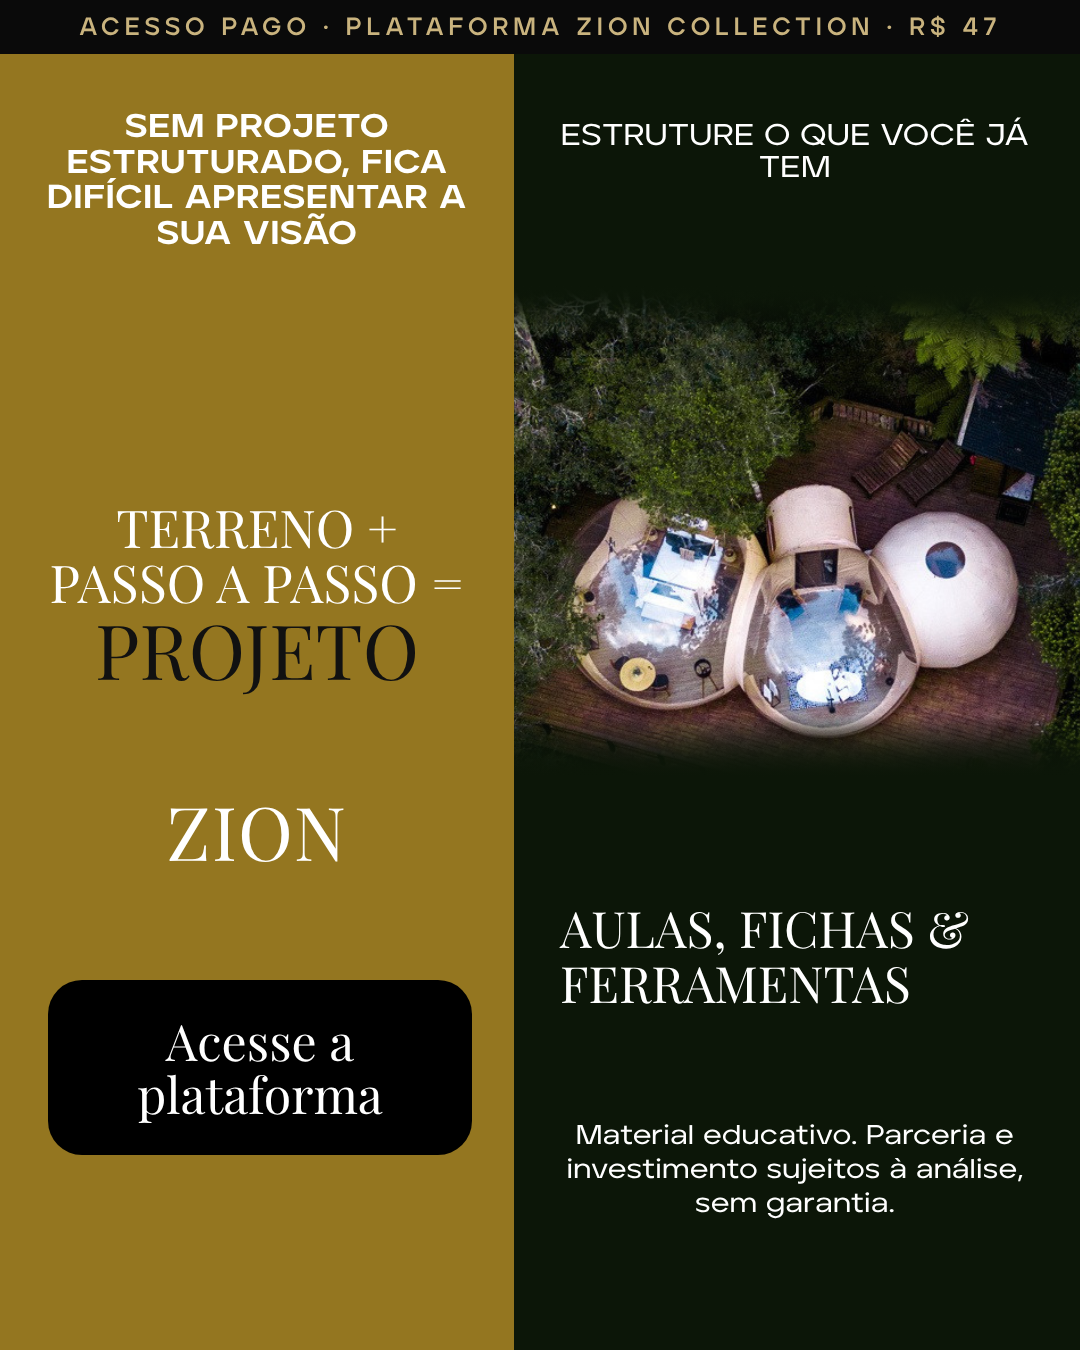 ACESSO PAGO · PLATAFORMA ZION COLLECTION · R$ 47
SEM PROJETO
ESTRUTURADO, FICA
DIFÍCIL APRESENTAR A
SUA VISÃO
TERRENO +
PASSO A PASSO =
PROJETO
ZION
Acesse a
plataforma
ESTRUTURE O QUE VOCÊ JÁ
TEM
AULAS, FICHAS &
FERRAMENTAS
Material educativo. Parceria e
investimento sujeitos à análise,
sem garantia.